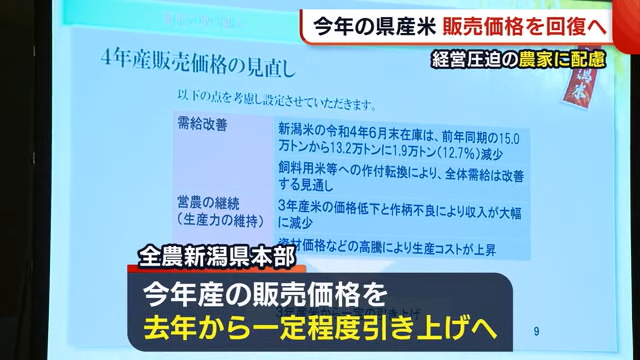 今年の県産米 販売価格を回復へ
経営圧迫の農家に配慮
4年産販売価格の見直し
以下の点を考慮し設定させていただきます。
需給改善
新潟米の令和4年6月末在庫は、前年同期の15.0
万トンから13.2万トンに1.9万トン(12.7%)減少
飼料用米等への作付転換により、全体需給は改善
する見通し
営農の継続
(生産力の維持)
3年産米の価格低下と作柄不良により収入が大幅
に減少
資材価格などの高騰により生産コストが上昇
全農新潟県本部
今年産の販売価格を
去年から一定程度引き上げへ
9